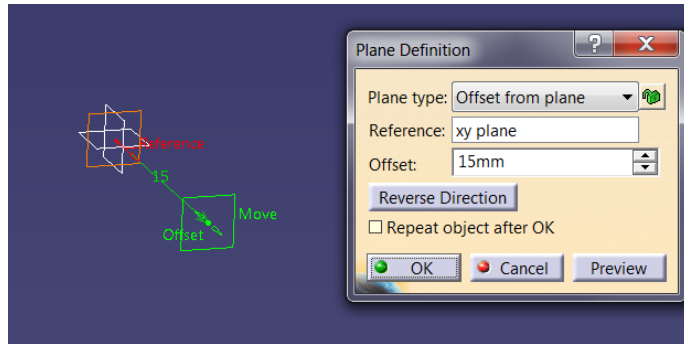 Reference
15
Move
Offset
Plane Definition
?
X
Plane type: Offset from plane
Reference: xy plane
Offset: 15mm
Reverse Direction
Repeat object after OK
OK Cancel Preview